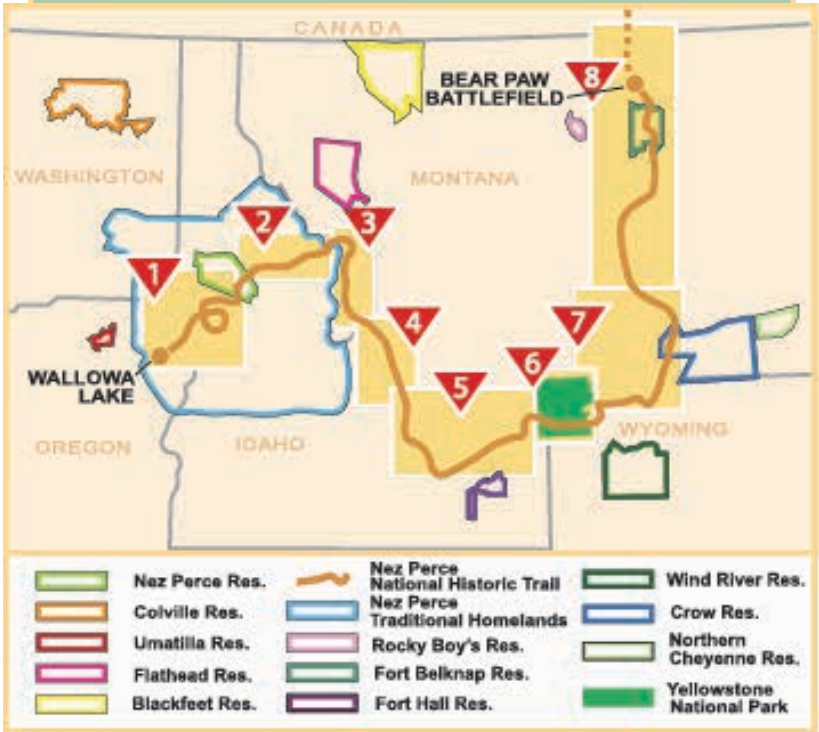 CANADA
BEAR PAW
BATTLEFIELD
8
WASHINGTON
MONTANA
2
3
1
4
7
6
5
WALLOWA
LAKE
OREGON
IDAHO
WYOMING
Nez Perce Res.
Colville Res.
Umatilla Res.
Flathead Res.
Blackfeet Res.
Nez Perce
National Historic Trail
Nez Perce
Traditional Homelands
Rocky Boy's Res.
Fort Belknap Res.
Fort Hall Res.
Wind River Res.
Crow Res.
Northern
Cheyenne Res.
Yellowstone
National Park